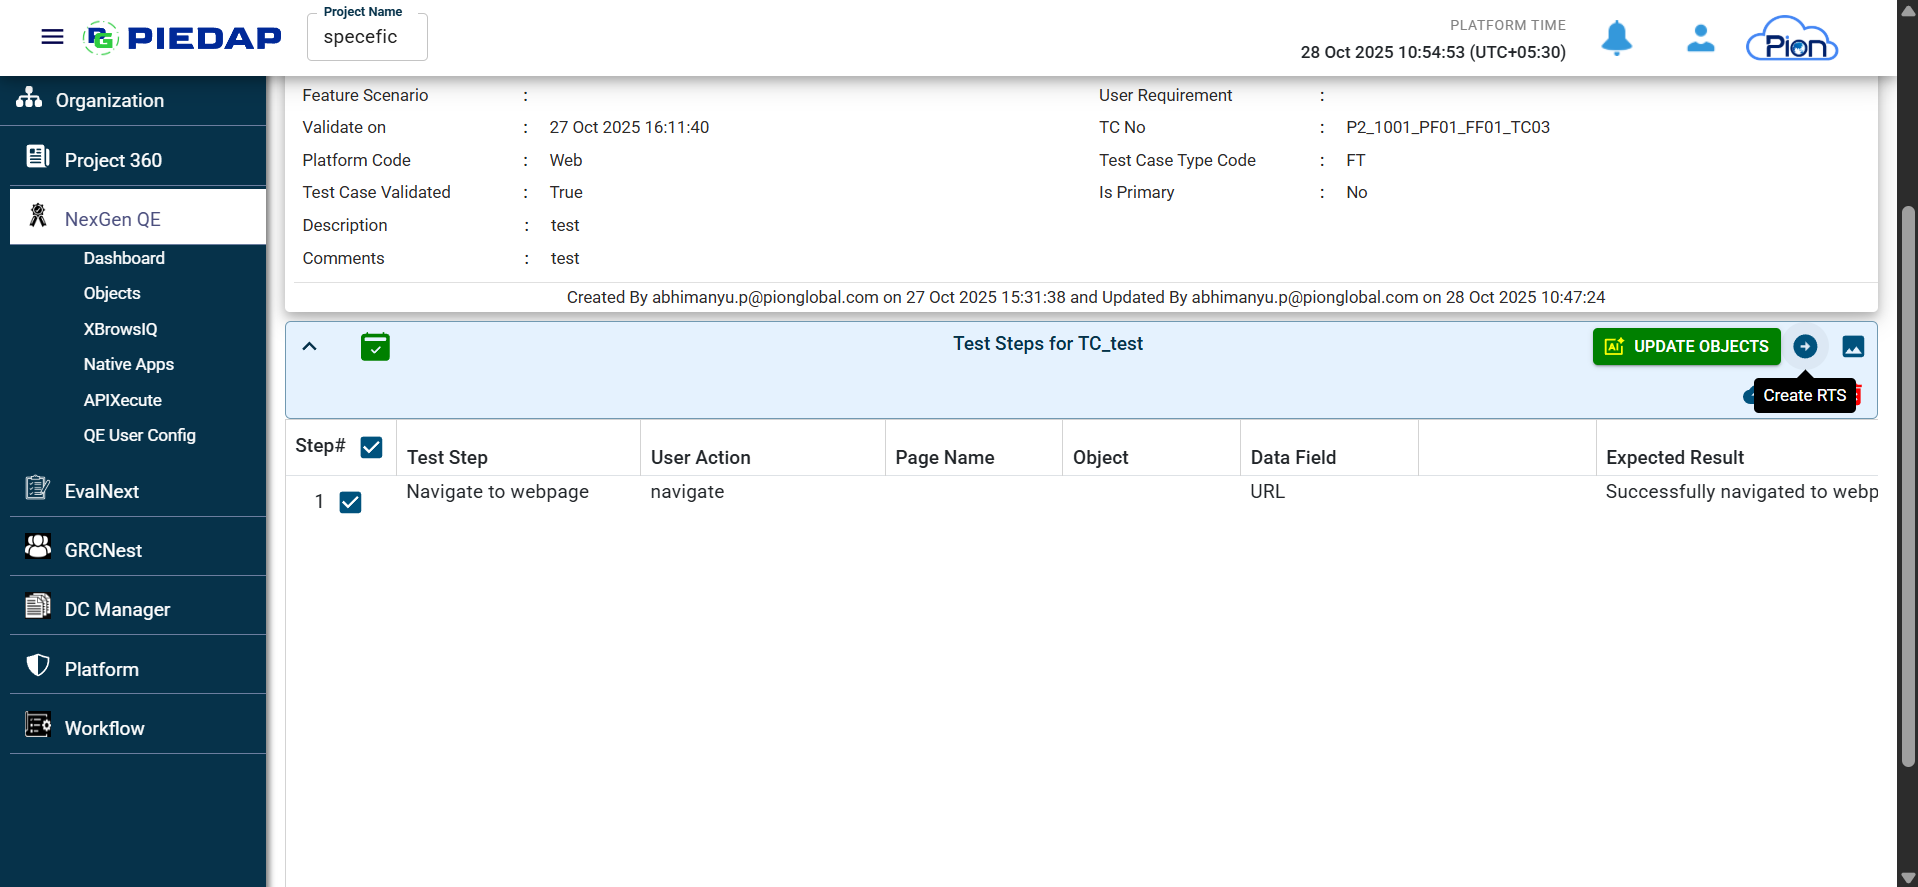 PIEDAP
Project Name
specefic
PLATFORM TIME
28 Oct 2025 10:54:53 (UTC+05:30)
Pion
Organization
Project 360
NexGen QE
Dashboard
Objects
XBrowsIQ
Native Apps
APIXecute
QE User Config
EvalNext
GRCNest
DC Manager
Platform
Workflow
Feature Scenario :
User Requirement :
Validate on : 27 Oct 2025 16:11:40
TC No : P2_1001_PF01_FF01_TC03
Platform Code : Web
Test Case Type Code : FT
Test Case Validated : True
Is Primary : No
Description : test
Comments : test
Created By abhimanyu.p@pionglobal.com on 27 Oct 2025 15:31:38 and Updated By abhimanyu.p@pionglobal.com on 28 Oct 2025 10:47:24
Test Steps for TC_test
AI UPDATE OBJECTS
Create RTS
Step# Test Step User Action Page Name Object Data Field Expected Result
1 Navigate to webpage navigate URL Successfully navigated to webp